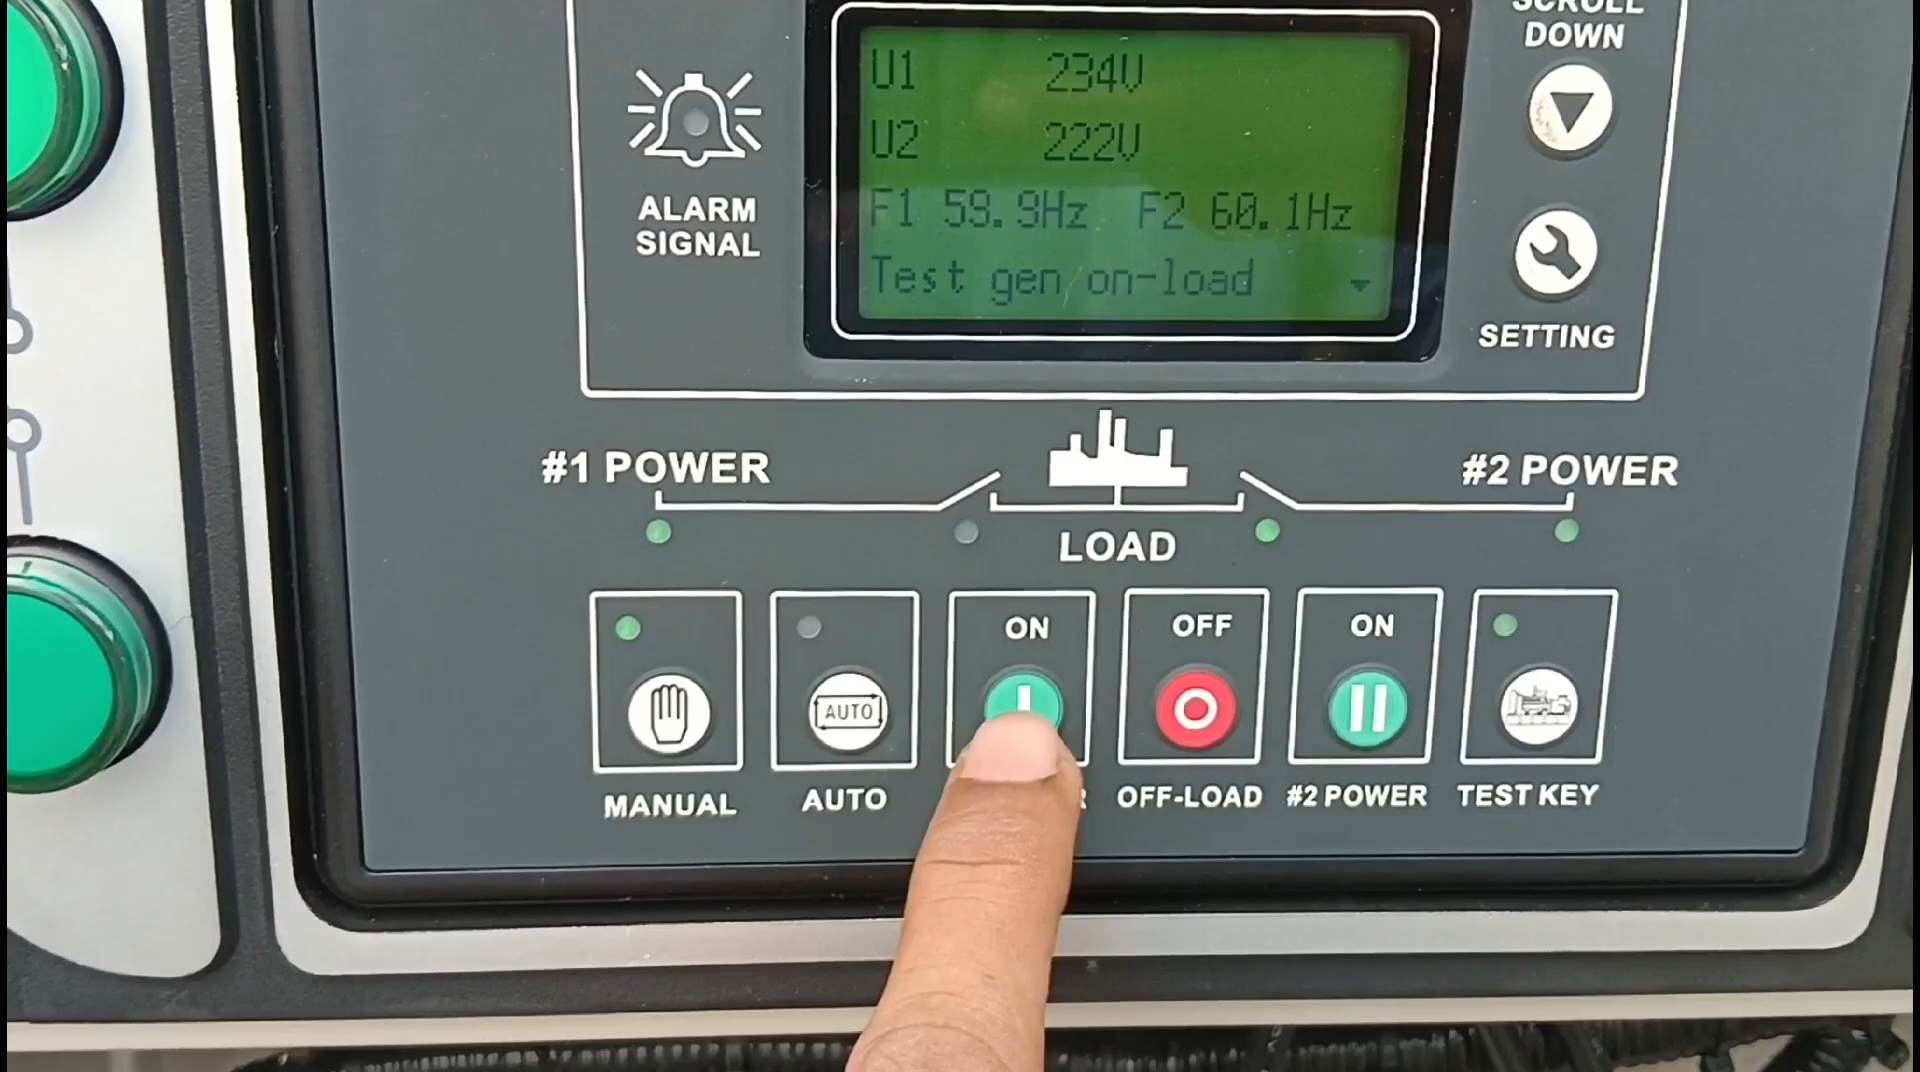 SCROLL
DOWN
U1 234V
U2 222V
F1 59.9Hz F2 60.1Hz
Test gen on-load
ALARM
SIGNAL
SETTING
#1 POWER
#2 POWER
LOAD
ON
OFF
ON
AUTO
MANUAL
AUTO
OFF-LOAD
#2 POWER
TEST KEY